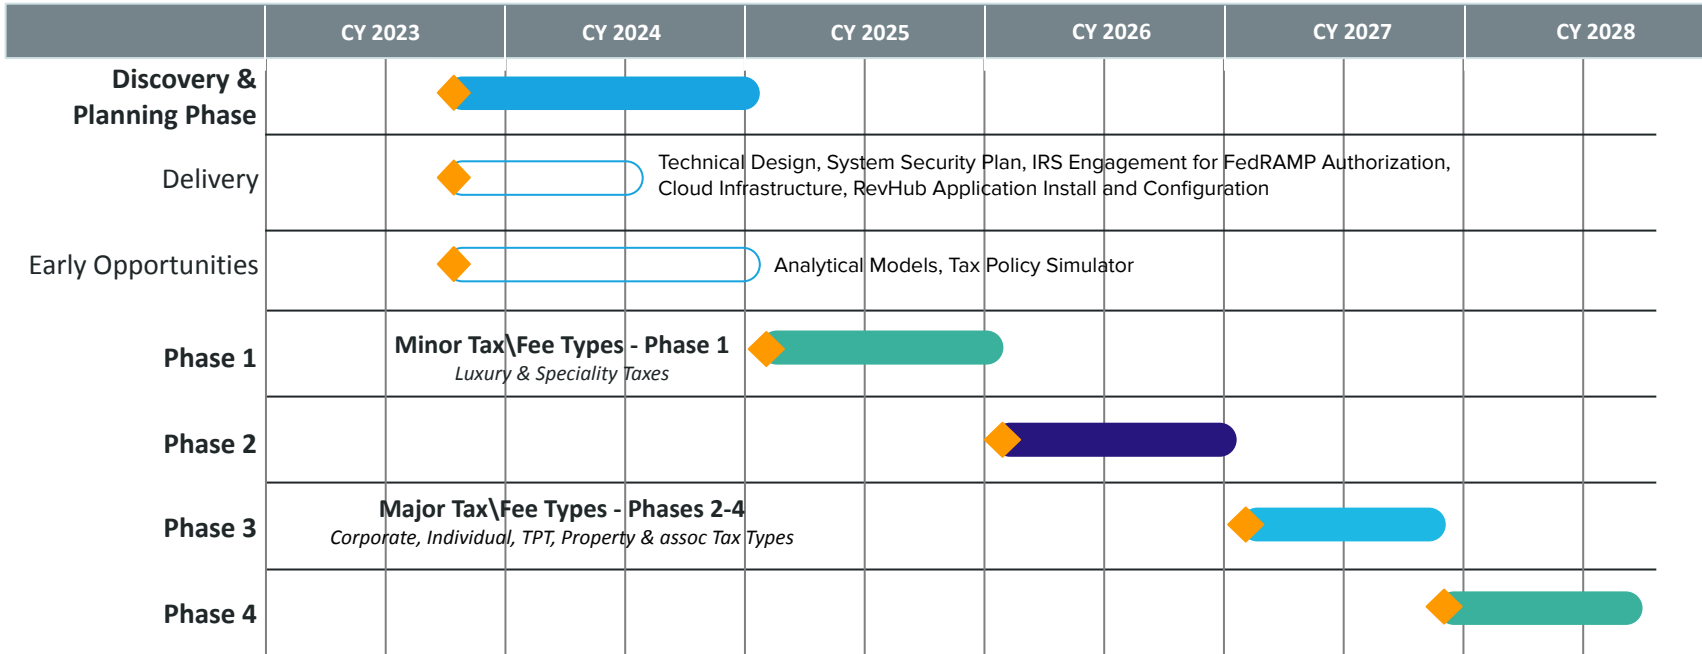 CY 2023 CY 2024 CY 2025 CY 2026 CY 2027 CY 2028
Discovery &
Planning Phase
Delivery
Technical Design, System Security Plan, IRS Engagement for FedRAMP Authorization,
Cloud Infrastructure, RevHub Application Install and Configuration
Early Opportunities
Analytical Models, Tax Policy Simulator
Phase 1
Minor Tax\Fee Types - Phase 1
Luxury & Speciality Taxes
Phase 2
Phase 3
Major Tax\Fee Types - Phases 2-4
Corporate, Individual, TPT, Property & assoc Tax Types
Phase 4